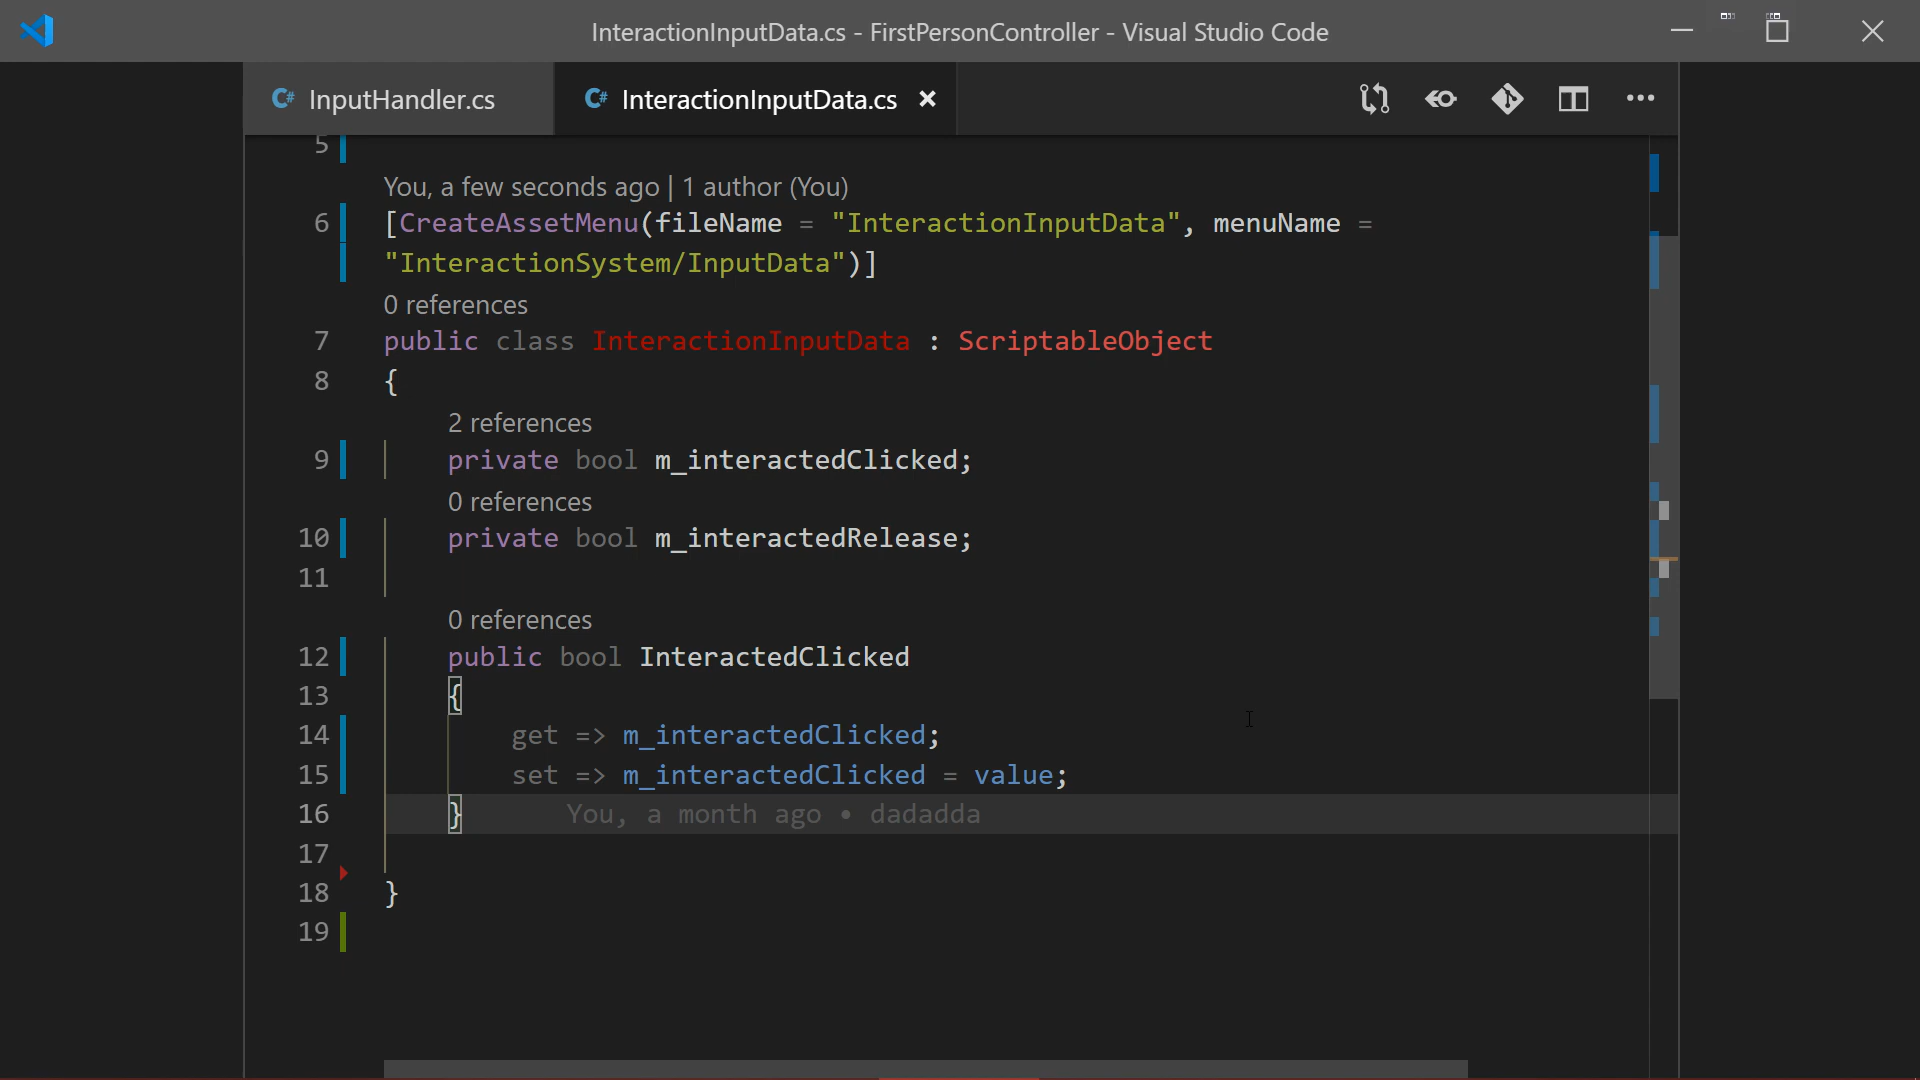 InteractionInputData.cs - FirstPersonController - Visual Studio Code
InputHandler.cs
InteractionInputData.cs
5
You, a few seconds ago | 1 author (You)
6 [CreateAssetMenu(fileName = "InteractionInputData", menuName =
"InteractionSystem/InputData")]
0 references
7 public class InteractionInputData : ScriptableObject
8 {
2 references
9 private bool m_interactedClicked;
0 references
10 private bool m_interactedRelease;
11
0 references
12 public bool InteractedClicked
13 {
14 get => m_interactedClicked;
15 set => m_interactedClicked = value;
16 } You, a month ago • dadadda
17
18 }
19